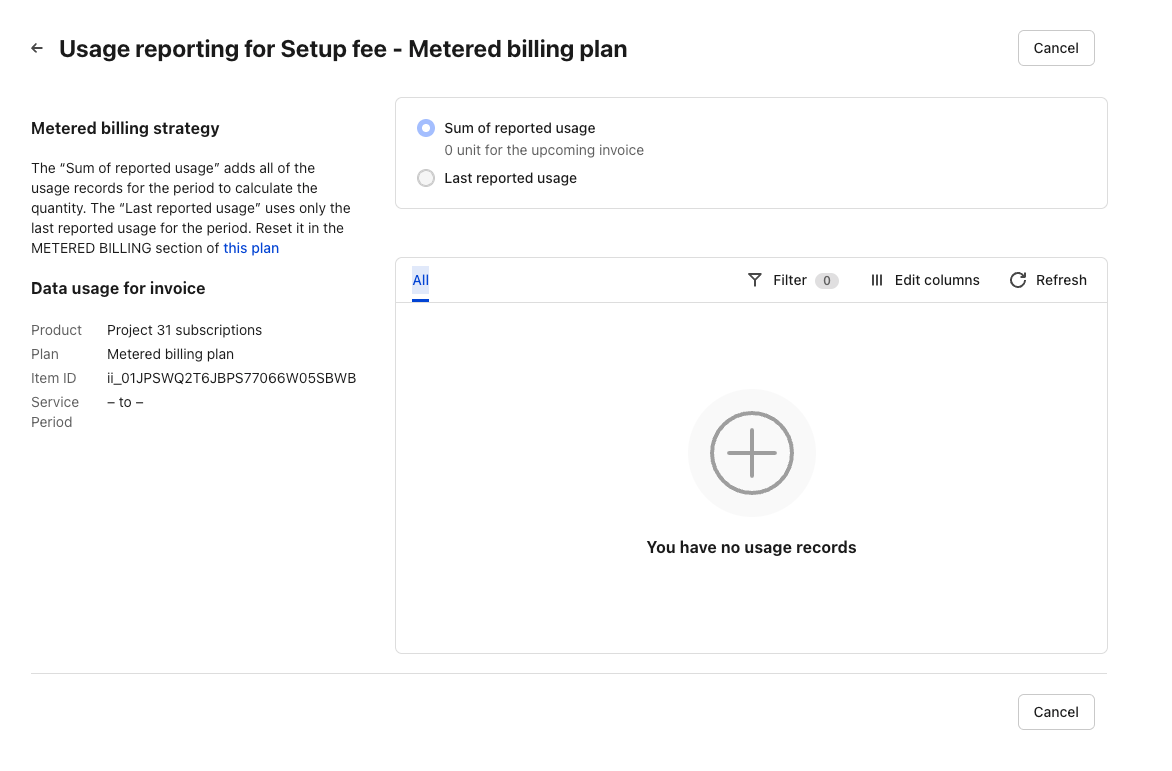 Usage reporting for Setup fee - Metered billing plan
Cancel
Metered billing strategy
The “Sum of reported usage” adds all of the
usage records for the period to calculate the
quantity. The “Last reported usage” uses only the
last reported usage for the period. Reset it in the
METERED BILLING section of this plan
Data usage for invoice
Product Project 31 subscriptions
Plan Metered billing plan
Item ID ii_01JPSWQ2T6JBPS77066W05SBWB
Service – to –
Period
Sum of reported usage
0 unit for the upcoming invoice
Last reported usage
All Filter 0 Edit columns Refresh
You have no usage records
Cancel